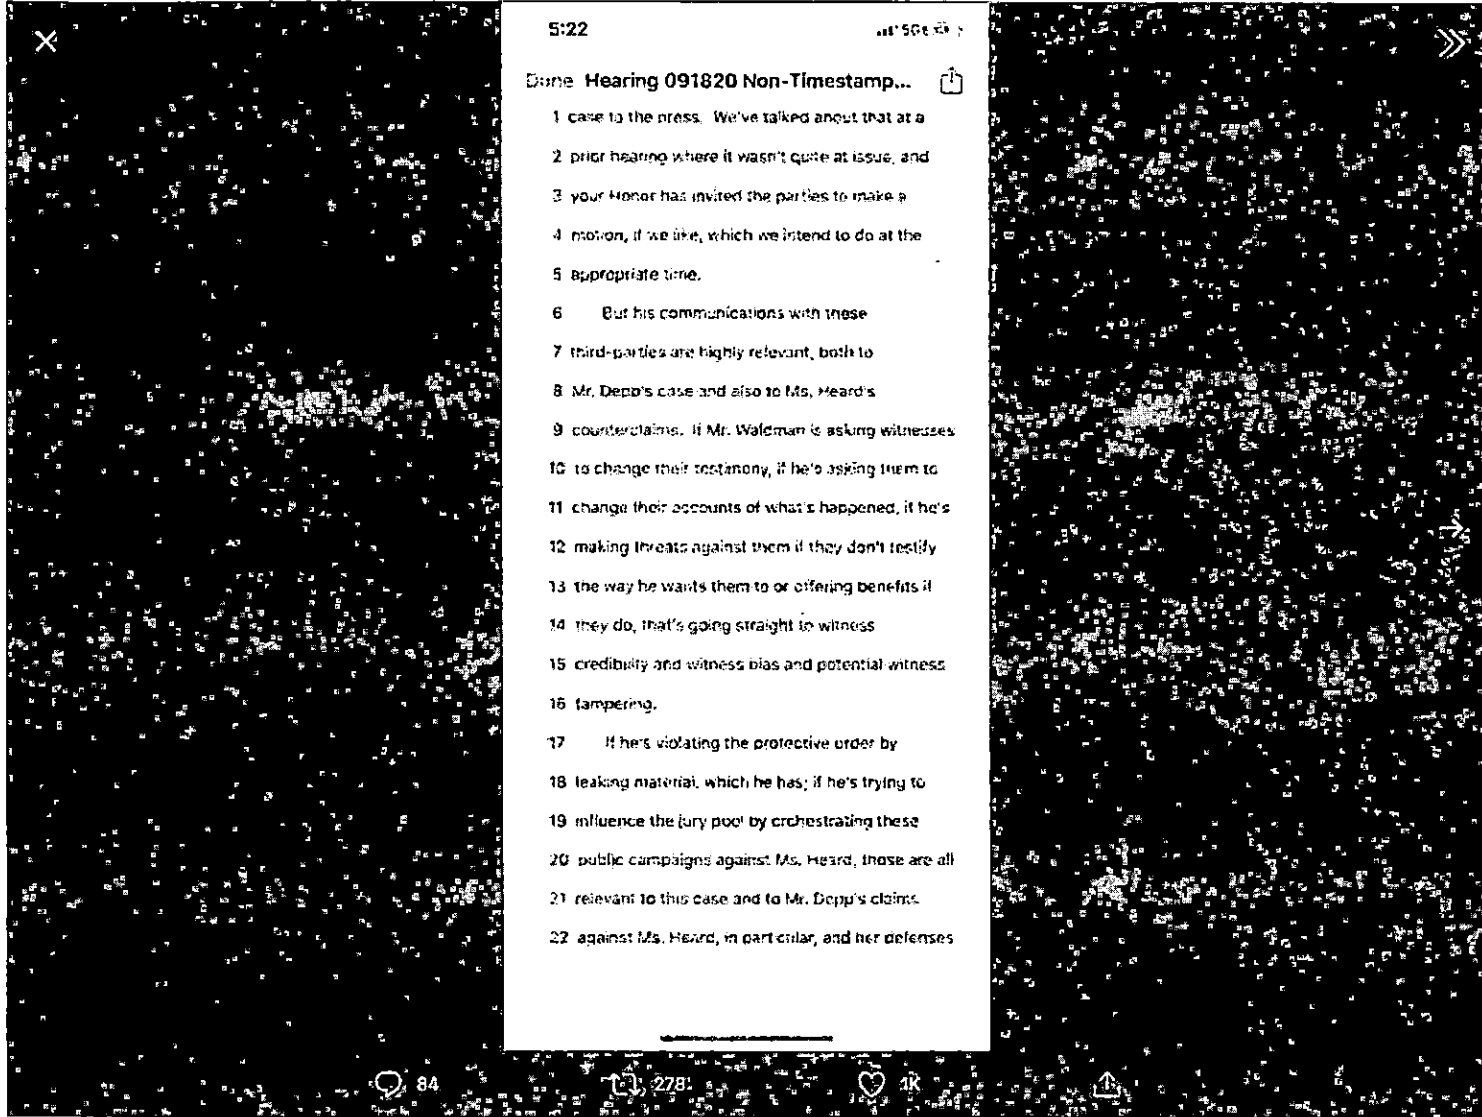 5:22
5GE
Done Hearing 091820 Non-Timestamp...
1 case to the press. We've talked about that at a
2 prior hearing where it wasn't quite at issue, and
3 your Honor has invited the parties to make a
4 motion, if we like, which we intend to do at the
5 appropriate time.
6 But his communications with these
7 third-parties are highly relevant, both to
8 Mr. Depp's case and also to Ms. Heard's
9 counterclaims. If Mr. Waldman is asking witnesses
10 to change their testimony, if he's asking them to
11 change their accounts of what's happened, if he's
12 making threats against them if they don't testify
13 the way he wants them to or offering benefits if
14 they do, that's going straight to witness
15 credibility and witness bias and potential witness
16 tampering.
17 If he's violating the protective order by
18 leaking material, which he has; if he's trying to
19 influence the jury pool by orchestrating these
20 public campaigns against Ms. Heard, those are all
21 relevant to this case and to Mr. Depp's claims
22 against Ms. Heard, in particular, and her defenses
84 278 1K